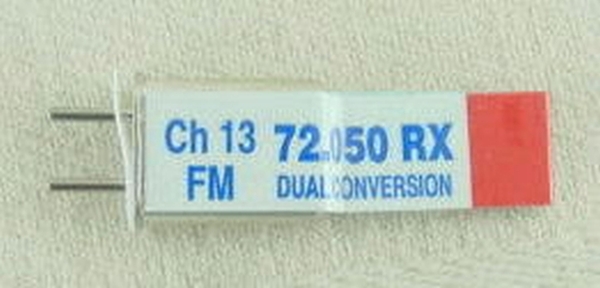 Ch 13 72.050 RX
FM DUAL CONVERSION